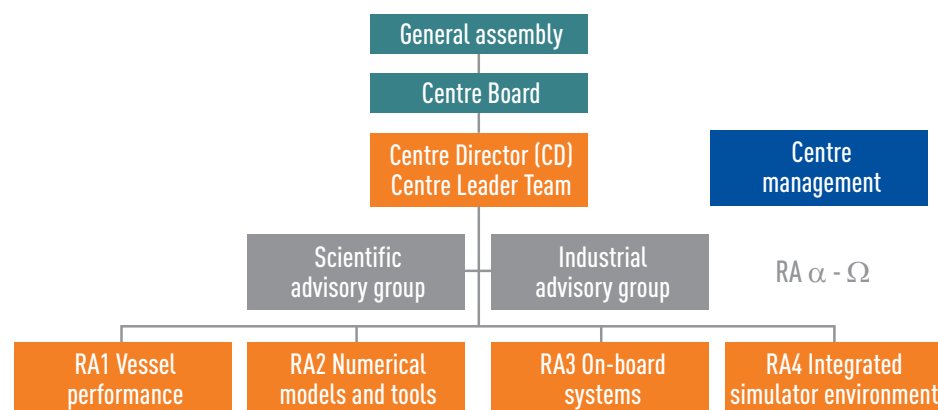 General assembly
Centre Board
Centre Director (CD)
Centre Leader Team
Centre
management
Scientific
advisory group
Industrial
advisory group
RA α - Ω
RA1 Vessel
performance
RA2 Numerical
models and tools
RA3 On-board
systems
RA4 Integrated
simulator environment